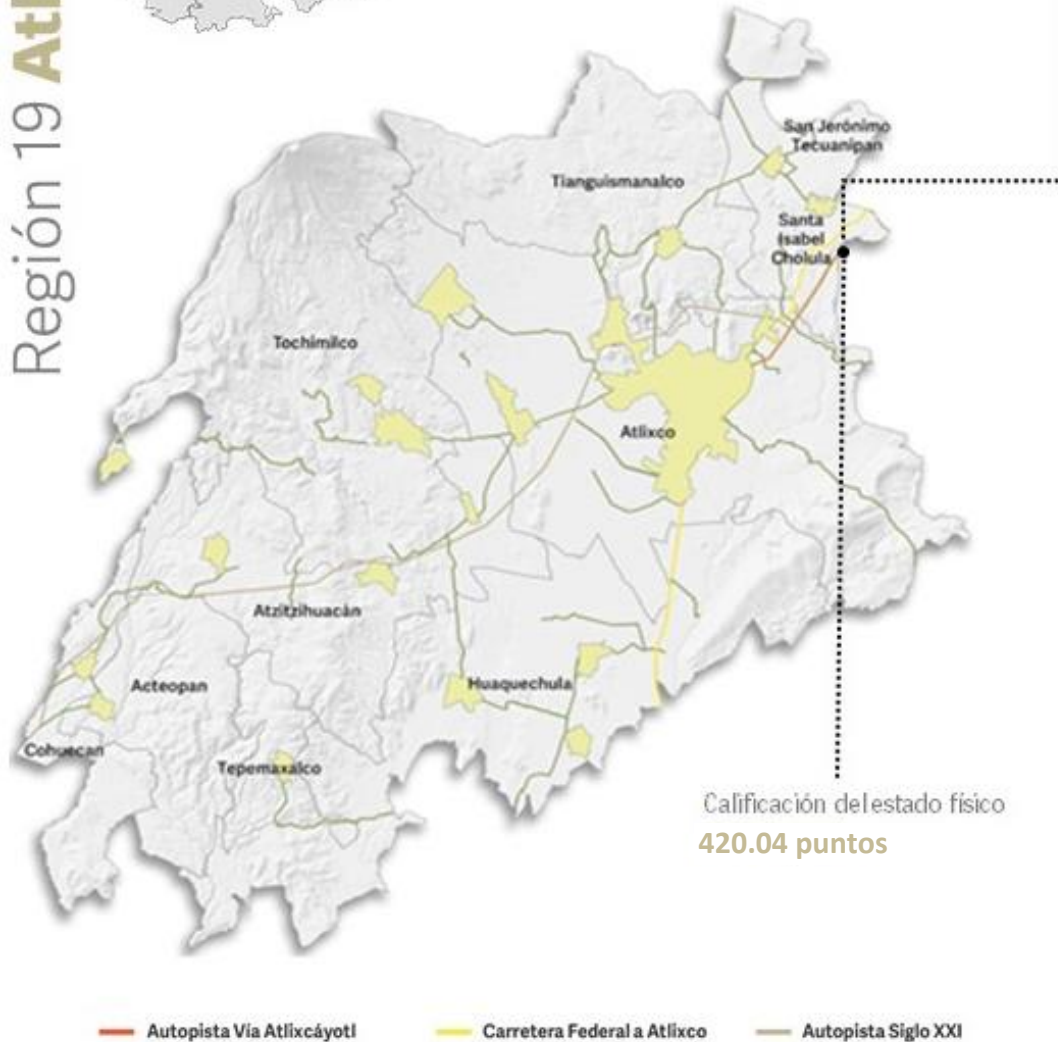 Región 19 Atl
San Jerónimo
Tecuanipan
Tianguismanalco
Santa
Isabel
Cholula
Tochimilco
Atlixco
Atzitzihuacán
Acteopan
Huaquechula
Cohuecan
Tepemaxalco
Calificación del estado físico
420.04 puntos
Autopista Vía Atlixcáyotl
Carretera Federal a Atlixco
Autopista Siglo XXI